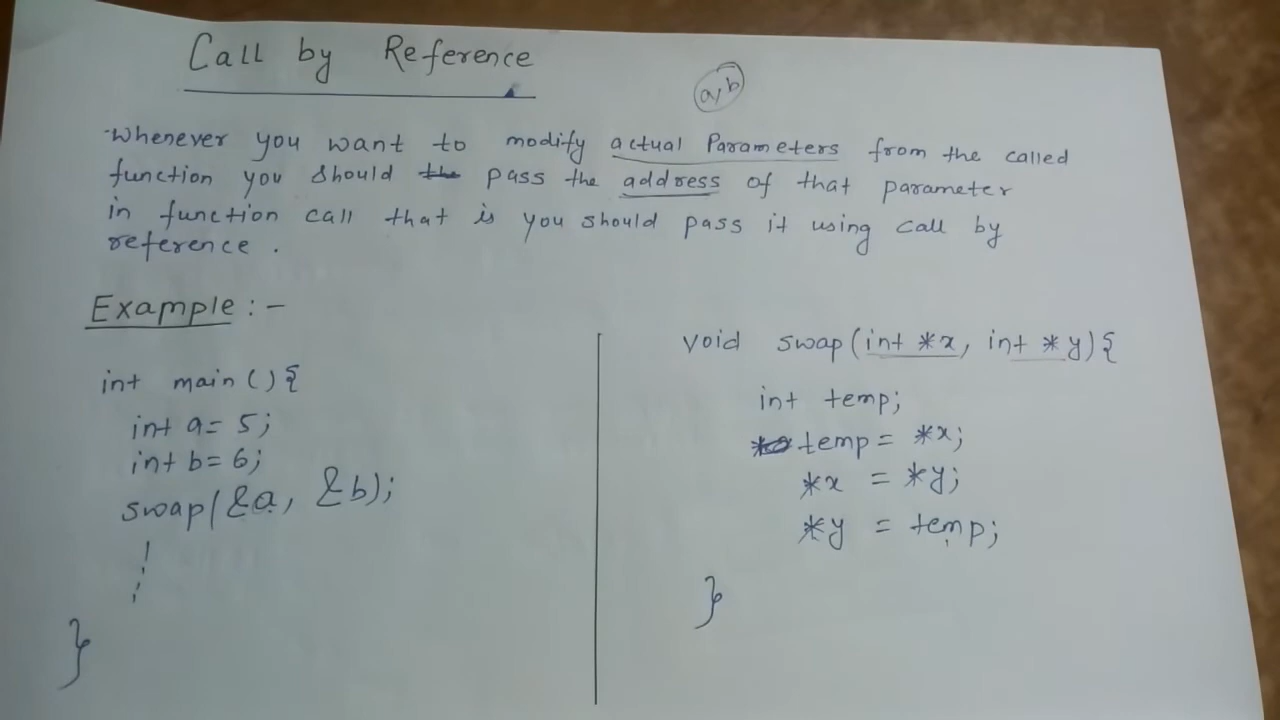 Call by Reference
a,b
Whenever you want to modify actual Parameters from the called
function you should the pass the address of that parameter
in function call that is you should pass it using call by
reference.
Example :-
int main(){
int a= 5;
int b= 6;
swap(&a, &b);
}
void swap(int *x, int *y){
int temp;
temp = *x;
*x = *y;
*y = temp;
}